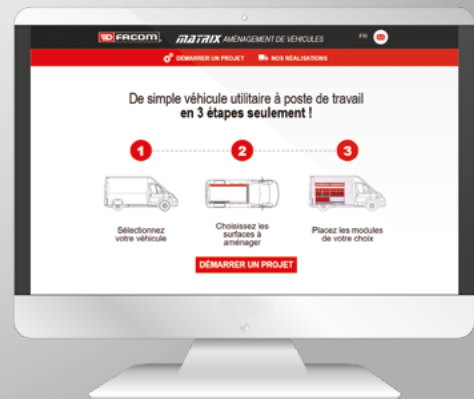 FACOM. MATRIX AMÉNAGEMENT DE VÉHICULES FR
DÉMARRER UN PROJET NOS RÉALISATIONS
De simple véhicule utilitaire à poste de travail
en 3 étapes seulement !
1 2 3
Sélectionnez
votre véhicule
Choisissez les
surfaces à
aménager
Placez les modules
de votre choix
DÉMARRER UN PROJET